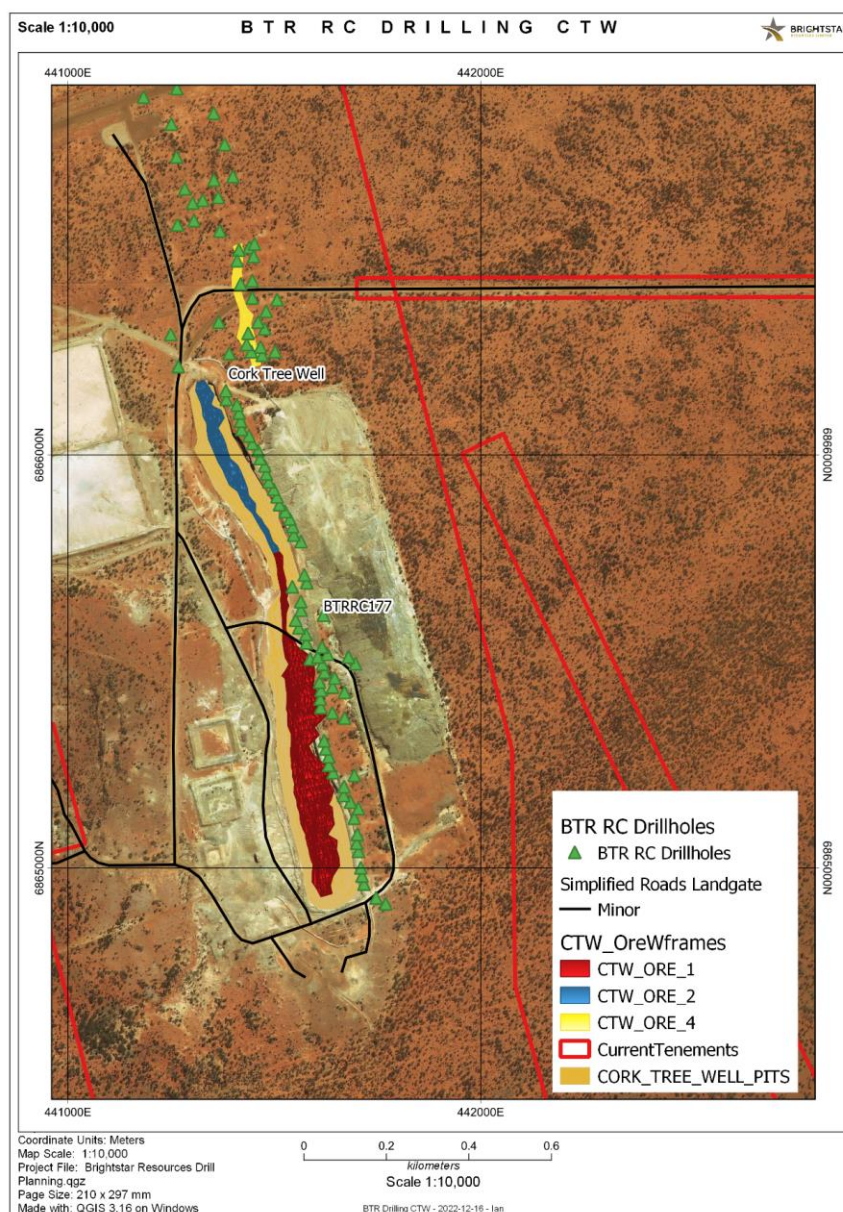 Scale 1:10,000
BTR RC DRILLING CTW
BRIGHTSTAR
441000E
442000E
Cork Tree Well
6866000N
6866000N
BTRRC177
BTR RC Drillholes
BTR RC Drillholes
Simplified Roads Landgate
Minor
CTW_OreWframes
CTW_ORE_1
CTW_ORE_2
CTW_ORE_4
CurrentTenements
CORK_TREE_WELL_PITS
6865000N
6865000N
441000E
442000E
Coordinate Units: Meters
Map Scale: 1:10,000
Project File: Brightstar Resources Drill
Planning.qgz
Page Size: 210 x 297 mm
Made with: QGIS 3.16 on Windows
0 0.2 0.4 0.6
kilometers
Scale 1:10,000
BTR Drilling CTW - 2022-12-16 - Ian